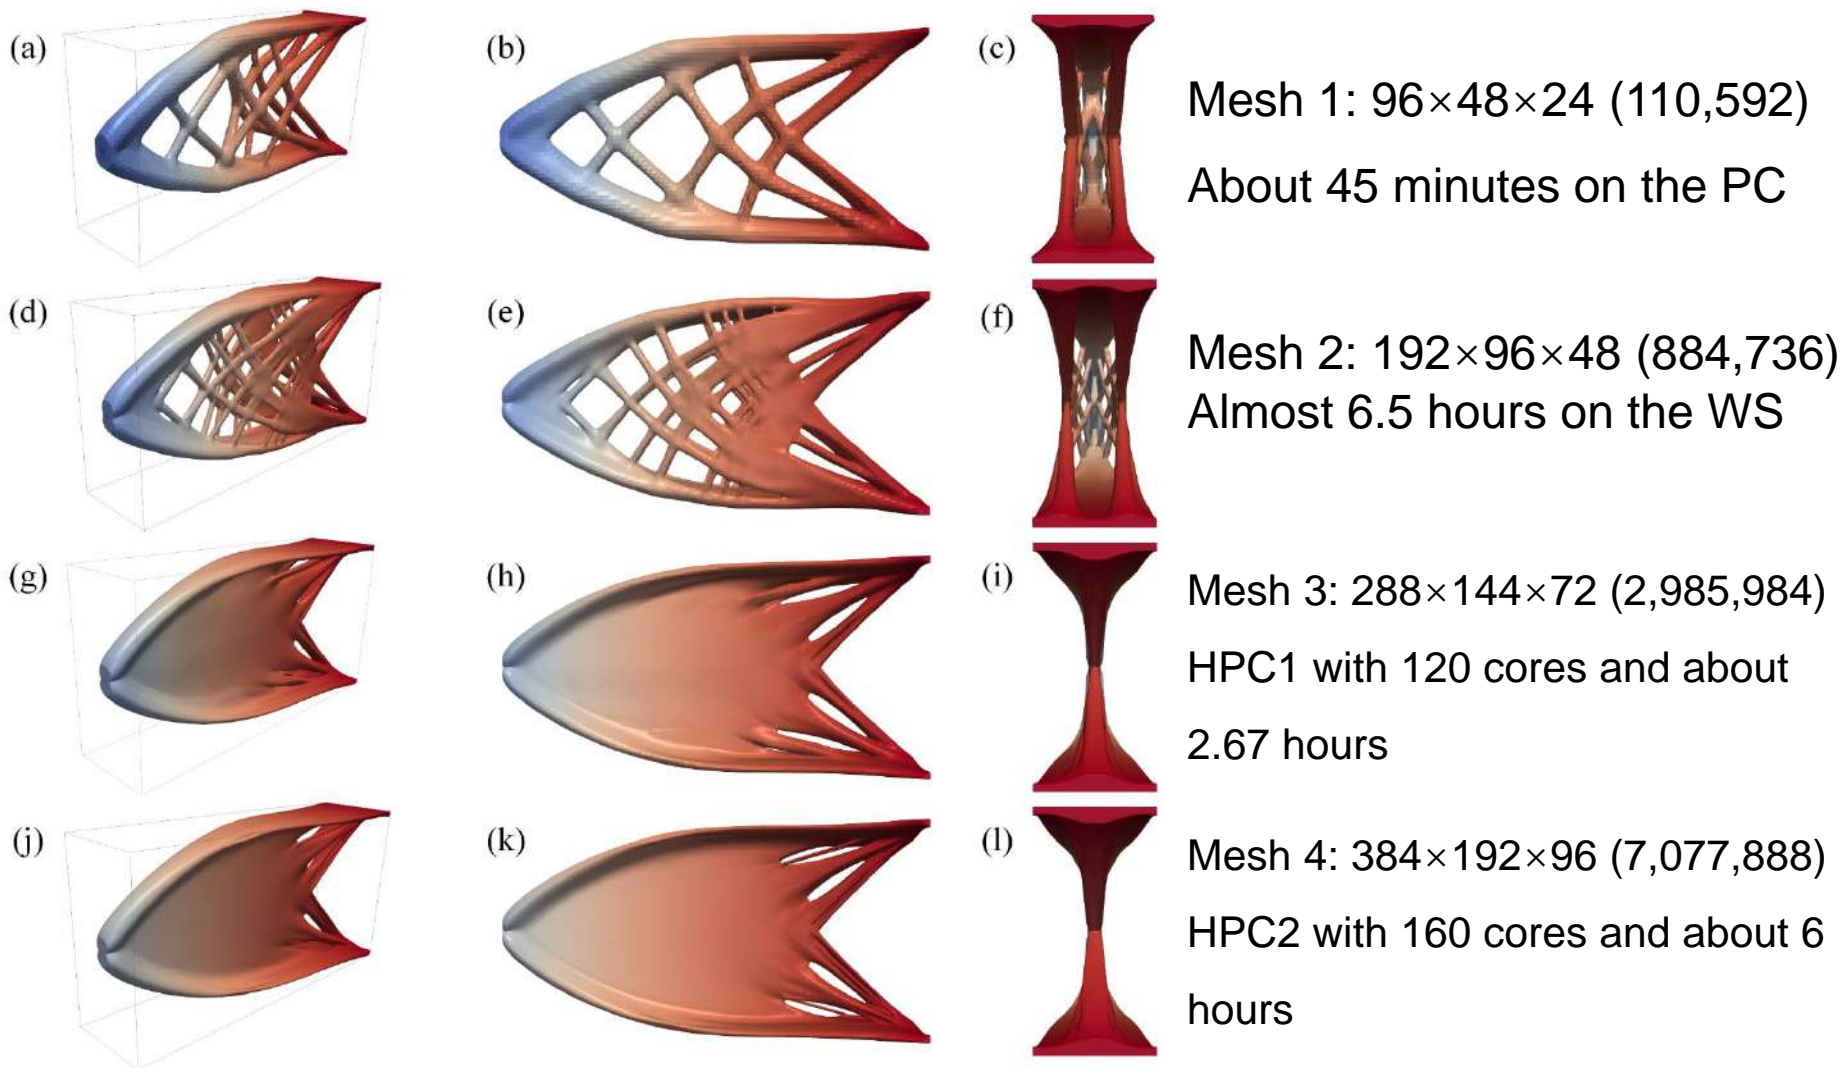 (a)
(b)
(c)
Mesh 1: 96×48×24 (110,592)
About 45 minutes on the PC
(d)
(e)
(f)
Mesh 2: 192×96×48 (884,736)
Almost 6.5 hours on the WS
(g)
(h)
(i)
Mesh 3: 288×144×72 (2,985,984)
HPC1 with 120 cores and about
2.67 hours
(j)
(k)
(l)
Mesh 4: 384×192×96 (7,077,888)
HPC2 with 160 cores and about 6
hours